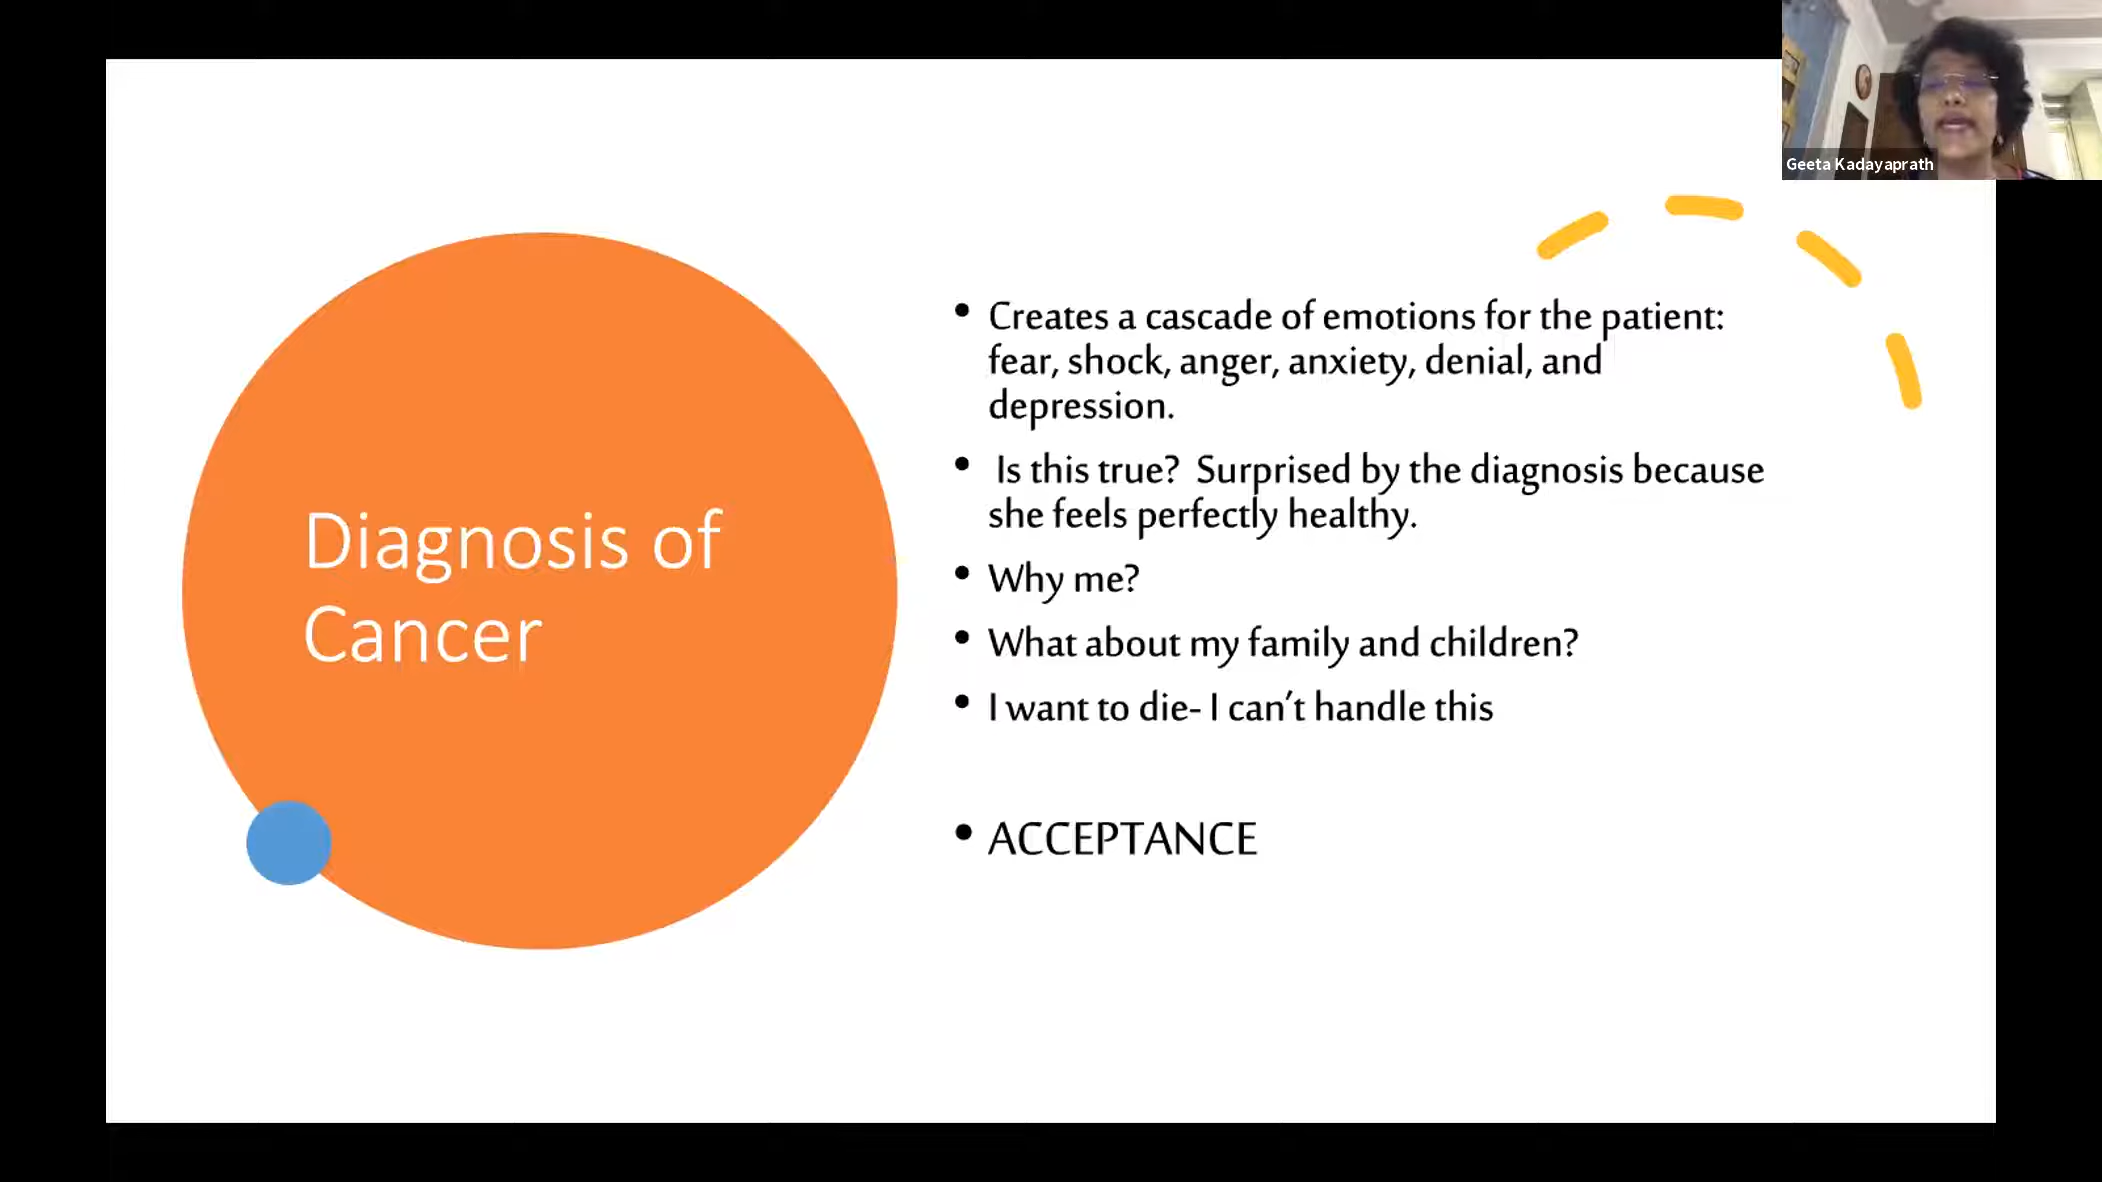 Geeta Kadayaprath
Diagnosis of
Cancer
• Creates a cascade of emotions for the patient:
fear, shock, anger, anxiety, denial, and
depression.
• Is this true?  Surprised by the diagnosis because
she feels perfectly healthy.
• Why me?
• What about my family and children?
• I want to die- I can’t handle this
• ACCEPTANCE